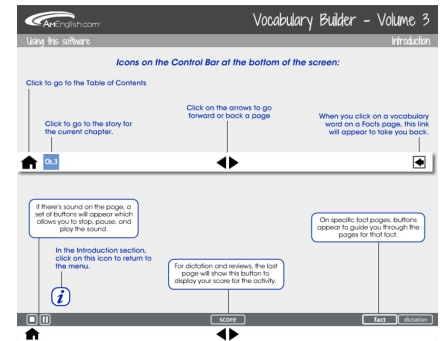 AMEnglish.com®
Vocabulary Builder – Volume 3
Using this software
Introduction
Icons on the Control Bar at the bottom of the screen:
Click to go to the Table of Contents
Click to go to the story for
the current chapter.
Click on the arrows to go
forward or back a page
When you click on a vocabulary
word on a Facts page, this link
will appear to take you back.
Ch.3
If there's sound on the page, a
set of buttons will appear which
allows you to stop, pause, and
play the sound.
On specific fact pages, buttons
appear to guide you through the
pages for that fact.
In the Introduction section,
click on this icon to return to
the menu.
For dictation and reviews, the last
page will show this button to
display your score for the activity.
i
score
fact
dictation